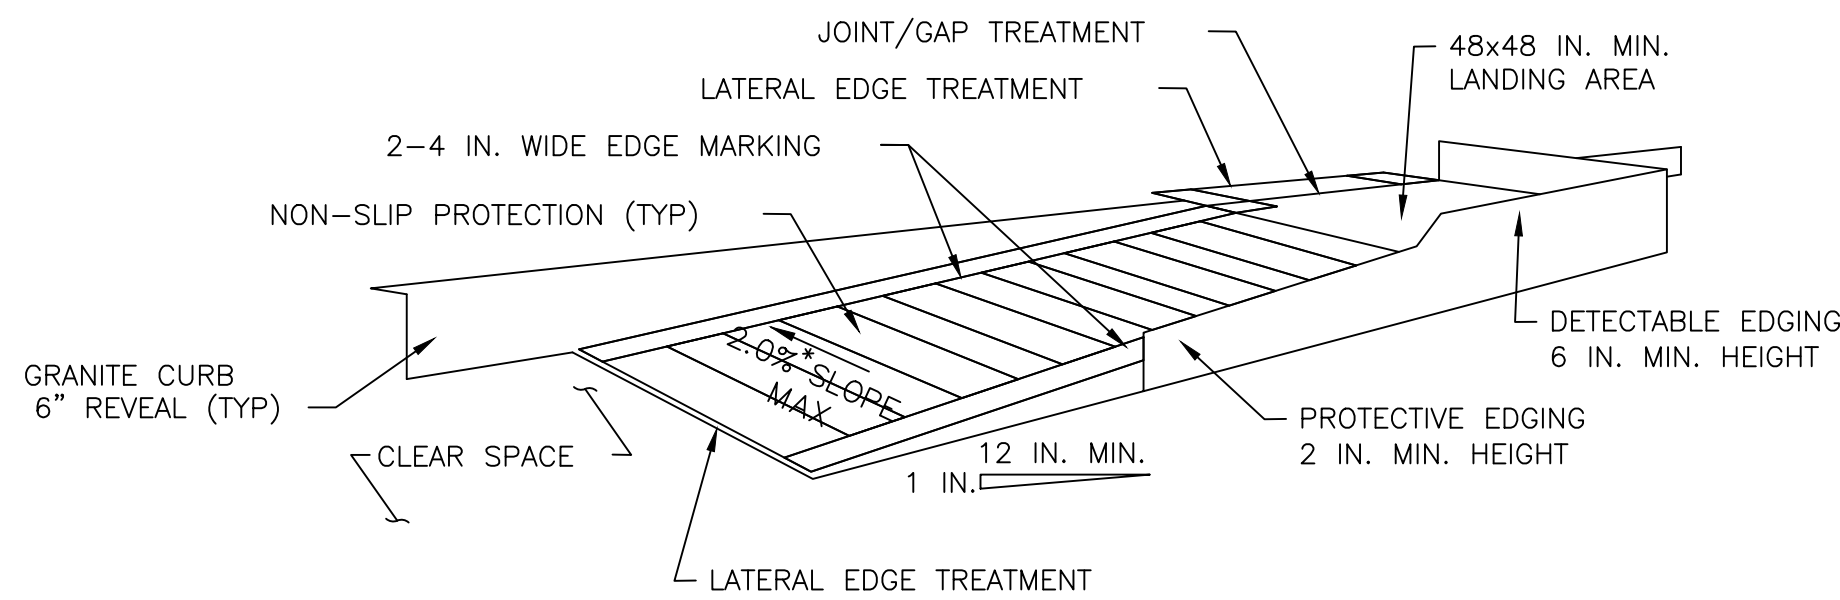 JOINT/GAP TREATMENT
48x48 IN. MIN.
LANDING AREA
LATERAL EDGE TREATMENT
2-4 IN. WIDE EDGE MARKING
NON-SLIP PROTECTION (TYP)
DETECTABLE EDGING
6 IN. MIN. HEIGHT
2.0%* SLOPE
MAX
GRANITE CURB
6" REVEAL (TYP)
PROTECTIVE EDGING
2 IN. MIN. HEIGHT
CLEAR SPACE
12 IN. MIN.
1 IN.
LATERAL EDGE TREATMENT